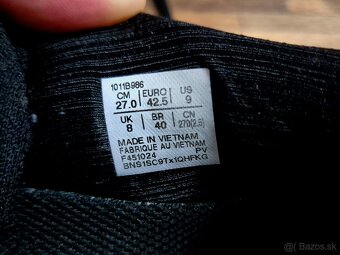 1011B986
CM EURO US
27.0 42.5 9
UK BR CN
8 40 270(2.5)
MADE IN VIETNAM
FABRIQUE AU VIETNAM
F451024 PV
BNS1SC9Tx1QHFKG
Bazos.sk